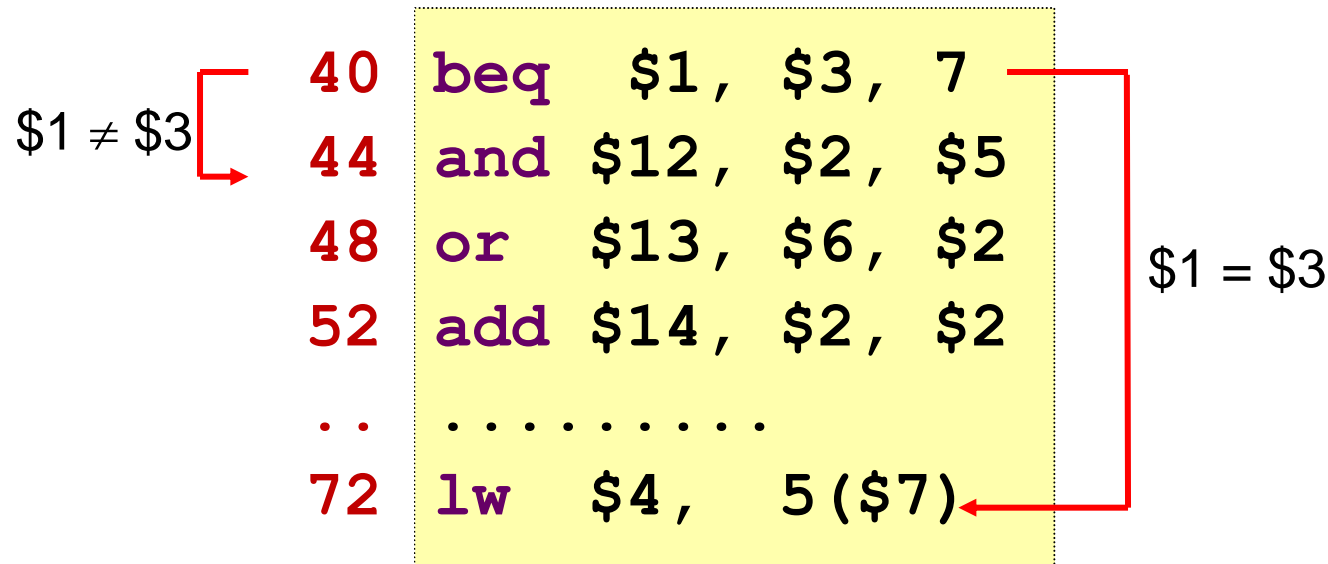 40 beq $1, $3, 7
$1 ≠ $3
44 and $12, $2, $5
48 or $13, $6, $2
$1 = $3
52 add $14, $2, $2
.. .........
72 lw $4, 5($7)